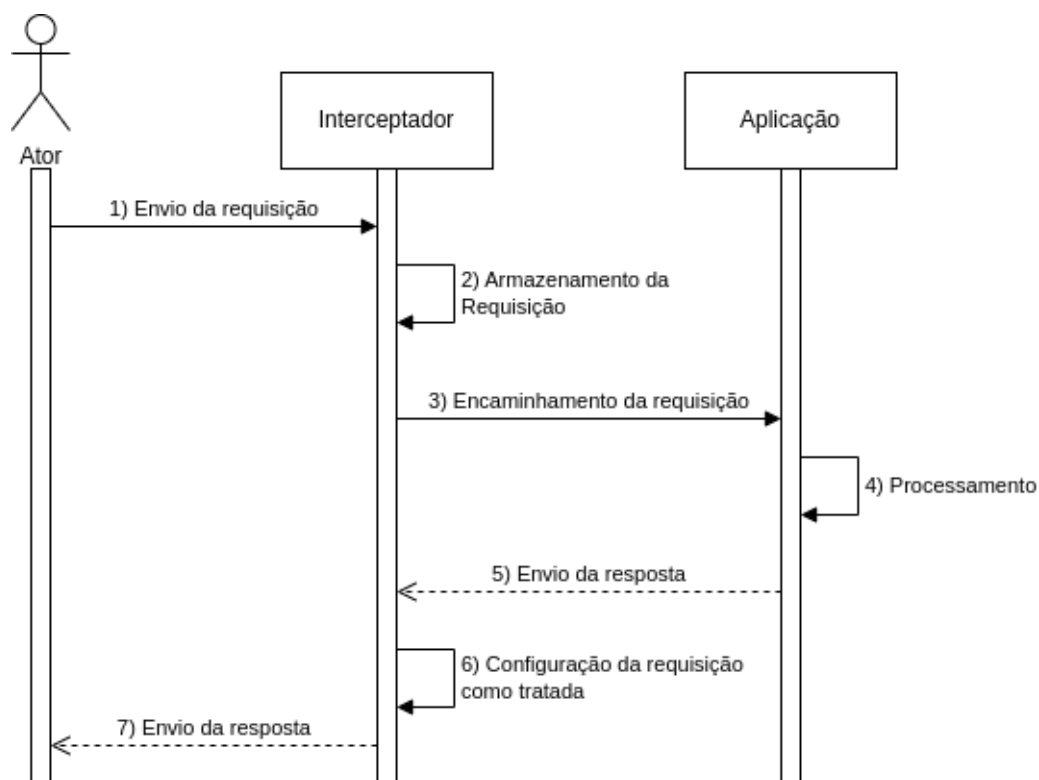 Ator
Interceptador
Aplicação
1) Envio da requisição
2) Armazenamento da
Requisição
3) Encaminhamento da requisição
4) Processamento
5) Envio da resposta
6) Configuração da requisição
como tratada
7) Envio da resposta